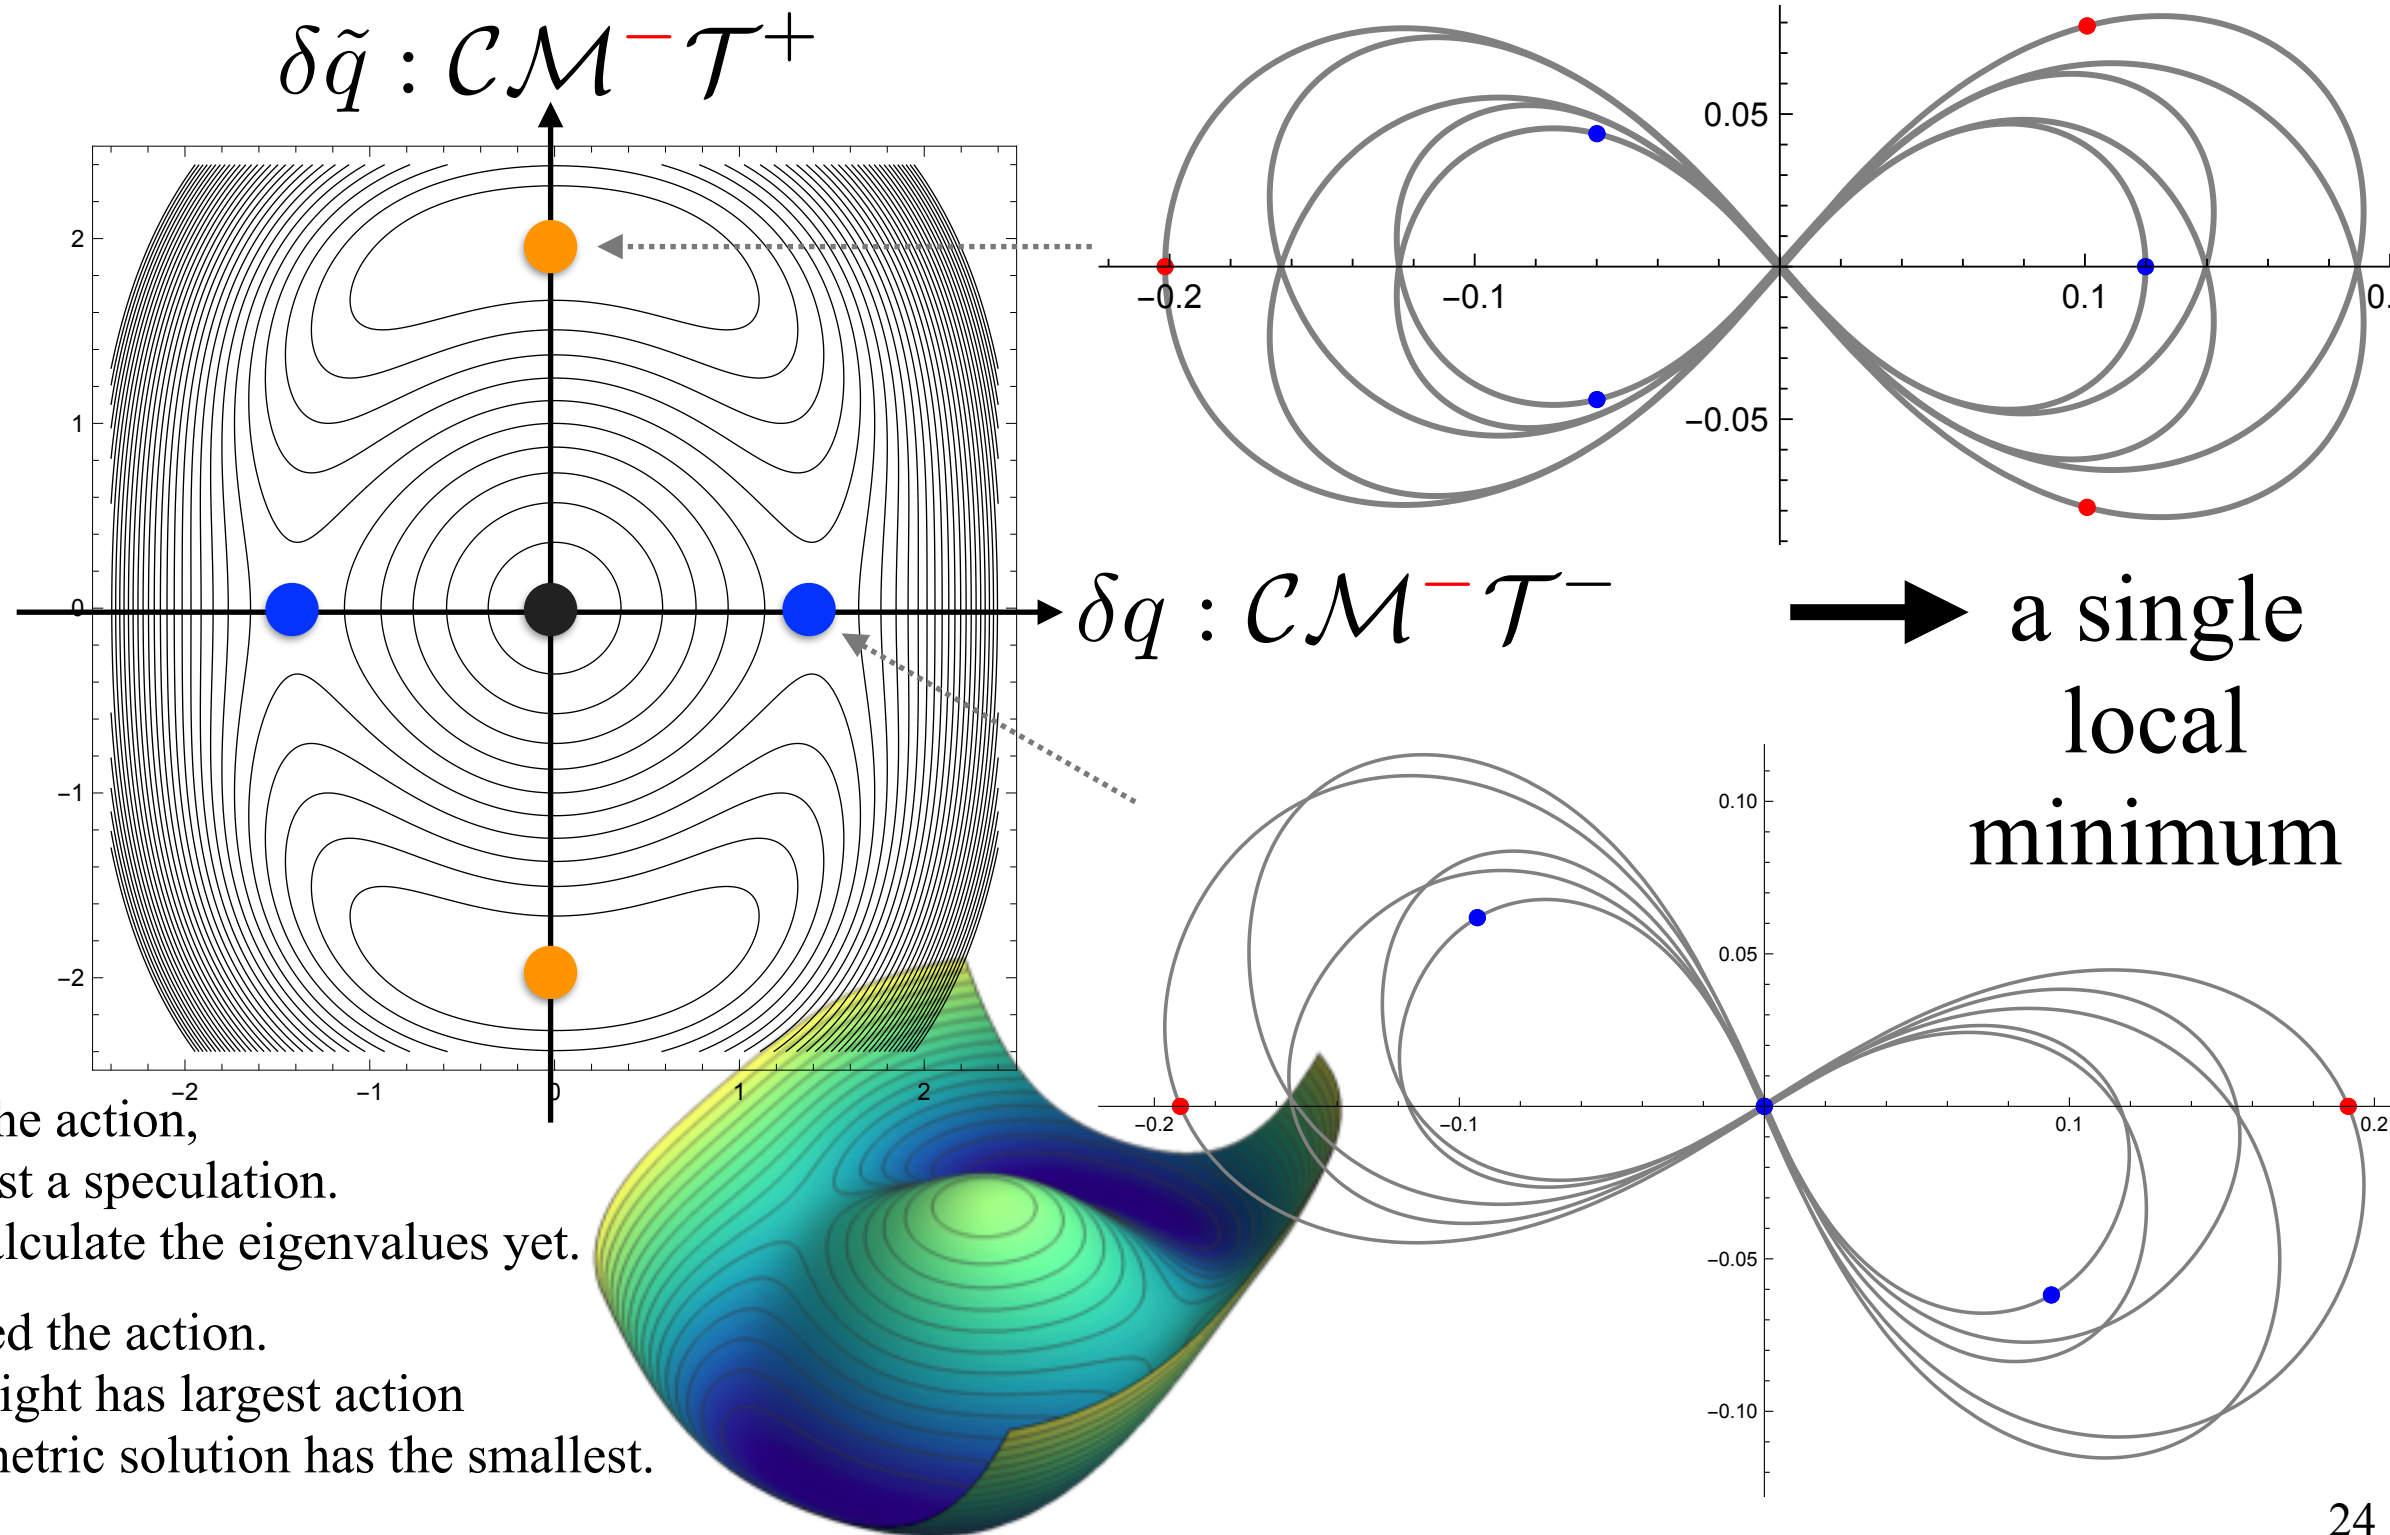 δq̃ : 𝒞ℳ⁻𝒯⁺
2
1
0
−1
−2
−2
−1
0
1
2
0.05
−0.2
−0.1
0.1
0.
−0.05
δq : 𝒞ℳ⁻𝒯⁻
a single
local
minimum
0.10
0.05
−0.2
−0.1
0.1
0.2
−0.05
−0.10
he action,
st a speculation.
alculate the eigenvalues yet.
ed the action.
ight has largest action
metric solution has the smallest.
24